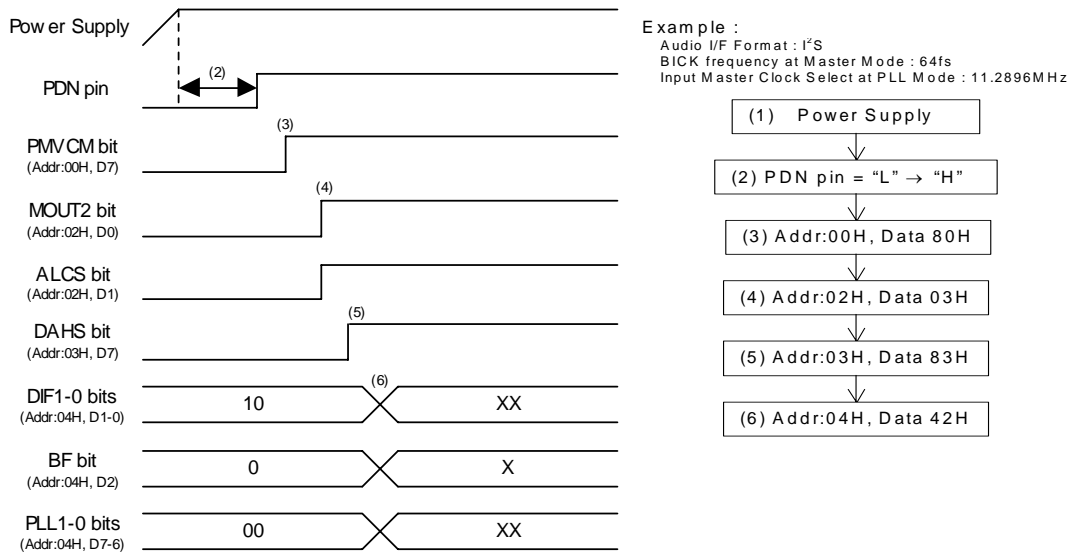 Power Supply
(2)
PDN pin
(3)
PMVCM bit
(Addr:00H, D7)
(4)
MOUT2 bit
(Addr:02H, D0)
ALCS bit
(Addr:02H, D1)
(5)
DAHS bit
(Addr:03H, D7)
(6)
DIF1-0 bits
(Addr:04H, D1-0)
10
XX
BF bit
(Addr:04H, D2)
0
X
PLL1-0 bits
(Addr:04H, D7-6)
00
XX
Example :
Audio I/F Format : I²S
BICK frequency at Master Mode : 64fs
Input Master Clock Select at PLL Mode : 11.2896MHz
(1) Power Supply
(2) PDN pin = “L” → “H”
(3) Addr:00H, Data 80H
(4) Addr:02H, Data 03H
(5) Addr:03H, Data 83H
(6) Addr:04H, Data 42H